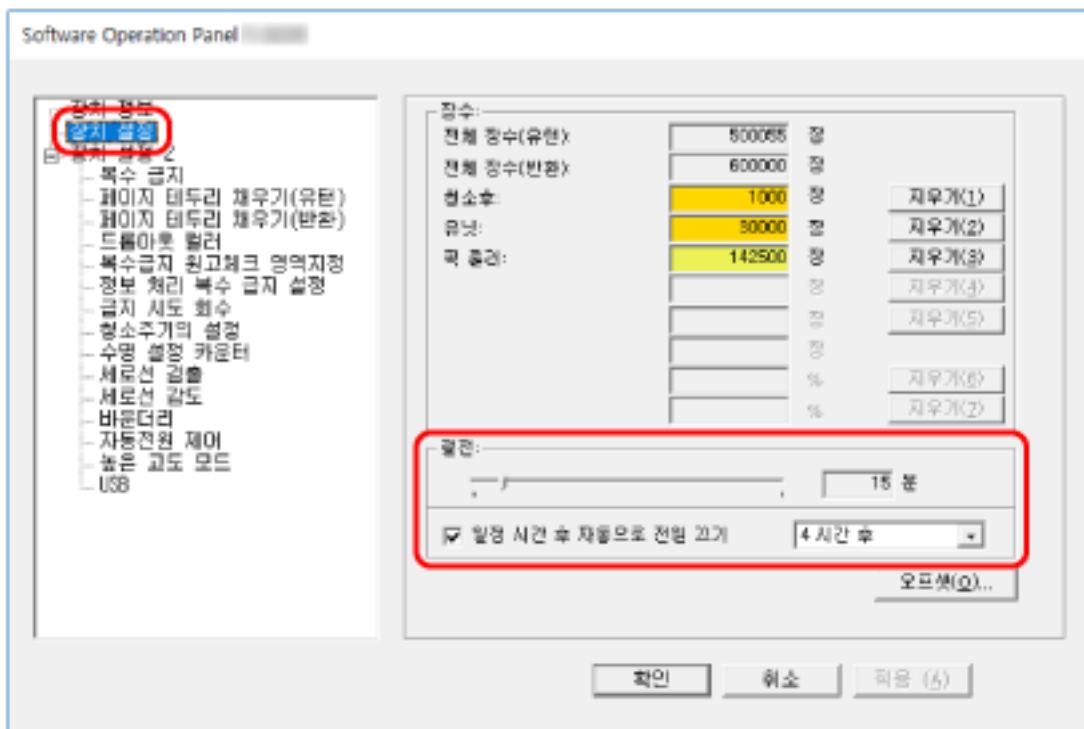 Software Operation Panel
장치 정보
장치 설정
장치 설정 2
복수 급지
페이지 테두리 채우기(유턴)
페이지 테두리 채우기(반환)
드롭아웃 컬러
복수급지 원고체크 영역지정
정보 처리 복수 급지 설정
급지 시도 회수
청소주기의 설정
수명 설정 카운터
세로선 검출
세로선 감도
바운더리
자동전원 제어
높은 고도 모드
USB
장수:
전체 장수(유턴): 500055 장
전체 장수(반환): 600000 장
청소후: 1000 장 지우기(1)
유닛: 30000 장 지우기(2)
픽 롤러: 142500 장 지우기(3)
장 지우기(4)
장 지우기(5)
장
% 지우기(6)
% 지우기(7)
절전:
15 분
일정 시간 후 자동으로 전원 끄기 4 시간 후
오프셋(O)...
확인 취소 적용 (A)